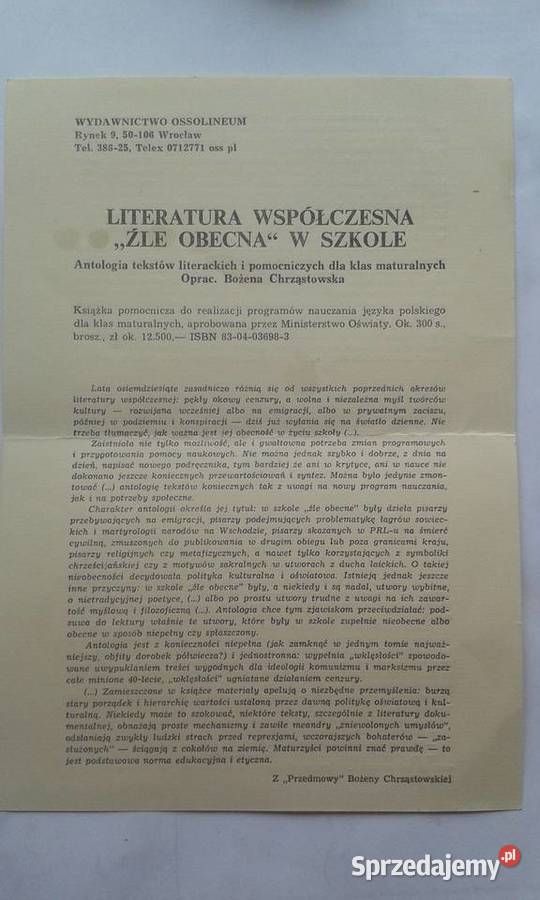 WYDAWNICTWO OSSOLINEUM
Rynek 9, 50-106 Wrocław
Tel. 386-25, Telex 0712771 oss pl
LITERATURA WSPÓŁCZESNA
„ŹLE OBECNA“ W SZKOLE
Antologia tekstów literackich i pomocniczych dla klas maturalnych
Oprac. Bożena Chrząstowska
Książka pomocnicza do realizacji programów nauczania języka polskiego
dla klas maturalnych, aprobowana przez Ministerstwo Oświaty. Ok. 300 s.,
brosz., zł ok. 12.500,— ISBN 83-04-03698-3
Lata osiemdziesiąte zasadniczo różnią się od wszystkich poprzednich okresów
literatury współczesnej: pękły okowy cenzury, a wolna i niezależna myśl twórców
kultury — rozwijana wcześniej albo na emigracji, albo w prywatnym zaciszu,
później w podziemiu i konspiracji — dziś już wyłania się na światło dzienne. Nie
trzeba tłumaczyć, jak ważna jest jej obecność w życiu szkoły (...).
Zaistniała nie tylko możliwość, ale i gwałtowna potrzeba zmian programowych
i przygotowania pomocy naukowych. Nie można jednak szybko i dobrze, z dnia na
dzień, napisać nowego podręcznika, tym bardziej że ani w krytyce, ani w nauce nie
dokonano jeszcze koniecznych przewartościowań i syntez. Można było jedynie zmon-
tować (...) antologię tekstów koniecznych tak z uwagi na nowy program nauczania,
jak i na potrzeby społeczne.
Charakter antologii określa jej tytuł: w szkole „źle obecne” były dzieła pisarzy
przebywających na emigracji, pisarzy podejmujących problematykę łagrów sowiec-
kich i martyrologii narodów na Wschodzie, pisarzy skazanych w PRL-u na śmierć
cywilną, zmuszonych do publikowania w drugim obiegu lub poza granicami kraju,
pisarzy religijnych czy metafizycznych, a nawet tylko korzystających z symboliki
chrześcijańskiej czy z motywów sakralnych w utworach z ducha laickich. O takiej
nieobecności decydowała polityka kulturalna i oświatowa. Istnieją jednak jeszcze
inne przyczyny: w szkole „źle obecne” były, a niekiedy i są nadal, utwory wybitne,
o nietradycyjnej poetyce, (...) albo po prostu utwory trudne z uwagi na ich zawar-
tość myślową i filozoficzną (...). Antologia chce tym zjawiskom przeciwdziałać: pod-
suwa do lektury właśnie te utwory, które były w szkole zupełnie nieobecne albo
obecne w sposób niepełny czy spłaszczony.
Antologia jest z konieczności niepełna (jak zamknąć w jednym tomie najważ-
niejszy, obfity dorobek półwiecza?) i jednostronna: wypełnia „wklęsłości” spowodo-
wane uwypuklaniem treści wygodnych dla ideologii komunizmu i marksizmu przez
całe minione 40-lecie, „wklęsłości” ugniatane działaniem cenzury.
(...) Zamieszczone w książce materiały apelują o niezbędne przemyślenia: burzą
stary porządek i hierarchię wartości ustaloną przez dawną politykę oświatową i kul-
turalną. Niekiedy może to szokować, niektóre teksty, szczególnie z literatury doku-
mentalnej, obnażają proste mechanizmy i zawiłe meandry „zniewolonych umysłów”,
odsłaniają zwykły ludzki strach przed represjami, wczorajszych bohaterów — „za-
służonych” — ściągają z cokołów na ziemię. Maturzyści powinni znać prawdę — to
jest podstawowa norma edukacyjna i etyczna.
Z „Przedmowy” Bożeny Chrząstowskiej
Sprzedajemy.pl